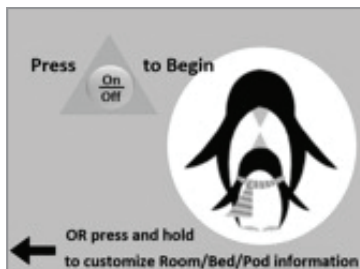 Press On/Off to Begin
OR press and hold
to customize Room/Bed/Pod information